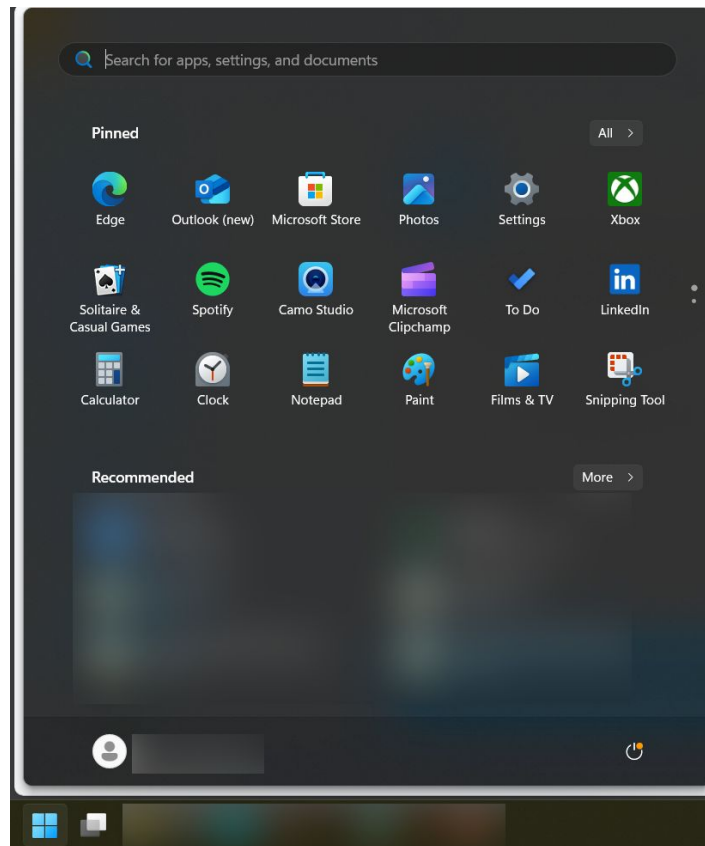 Search for apps, settings, and documents
Pinned
All >
Edge
Outlook (new)
Microsoft Store
Photos
Settings
Xbox
Solitaire &
Casual Games
Spotify
Camo Studio
Microsoft
Clipchamp
To Do
LinkedIn
Calculator
Clock
Notepad
Paint
Films & TV
Snipping Tool
Recommended
More >